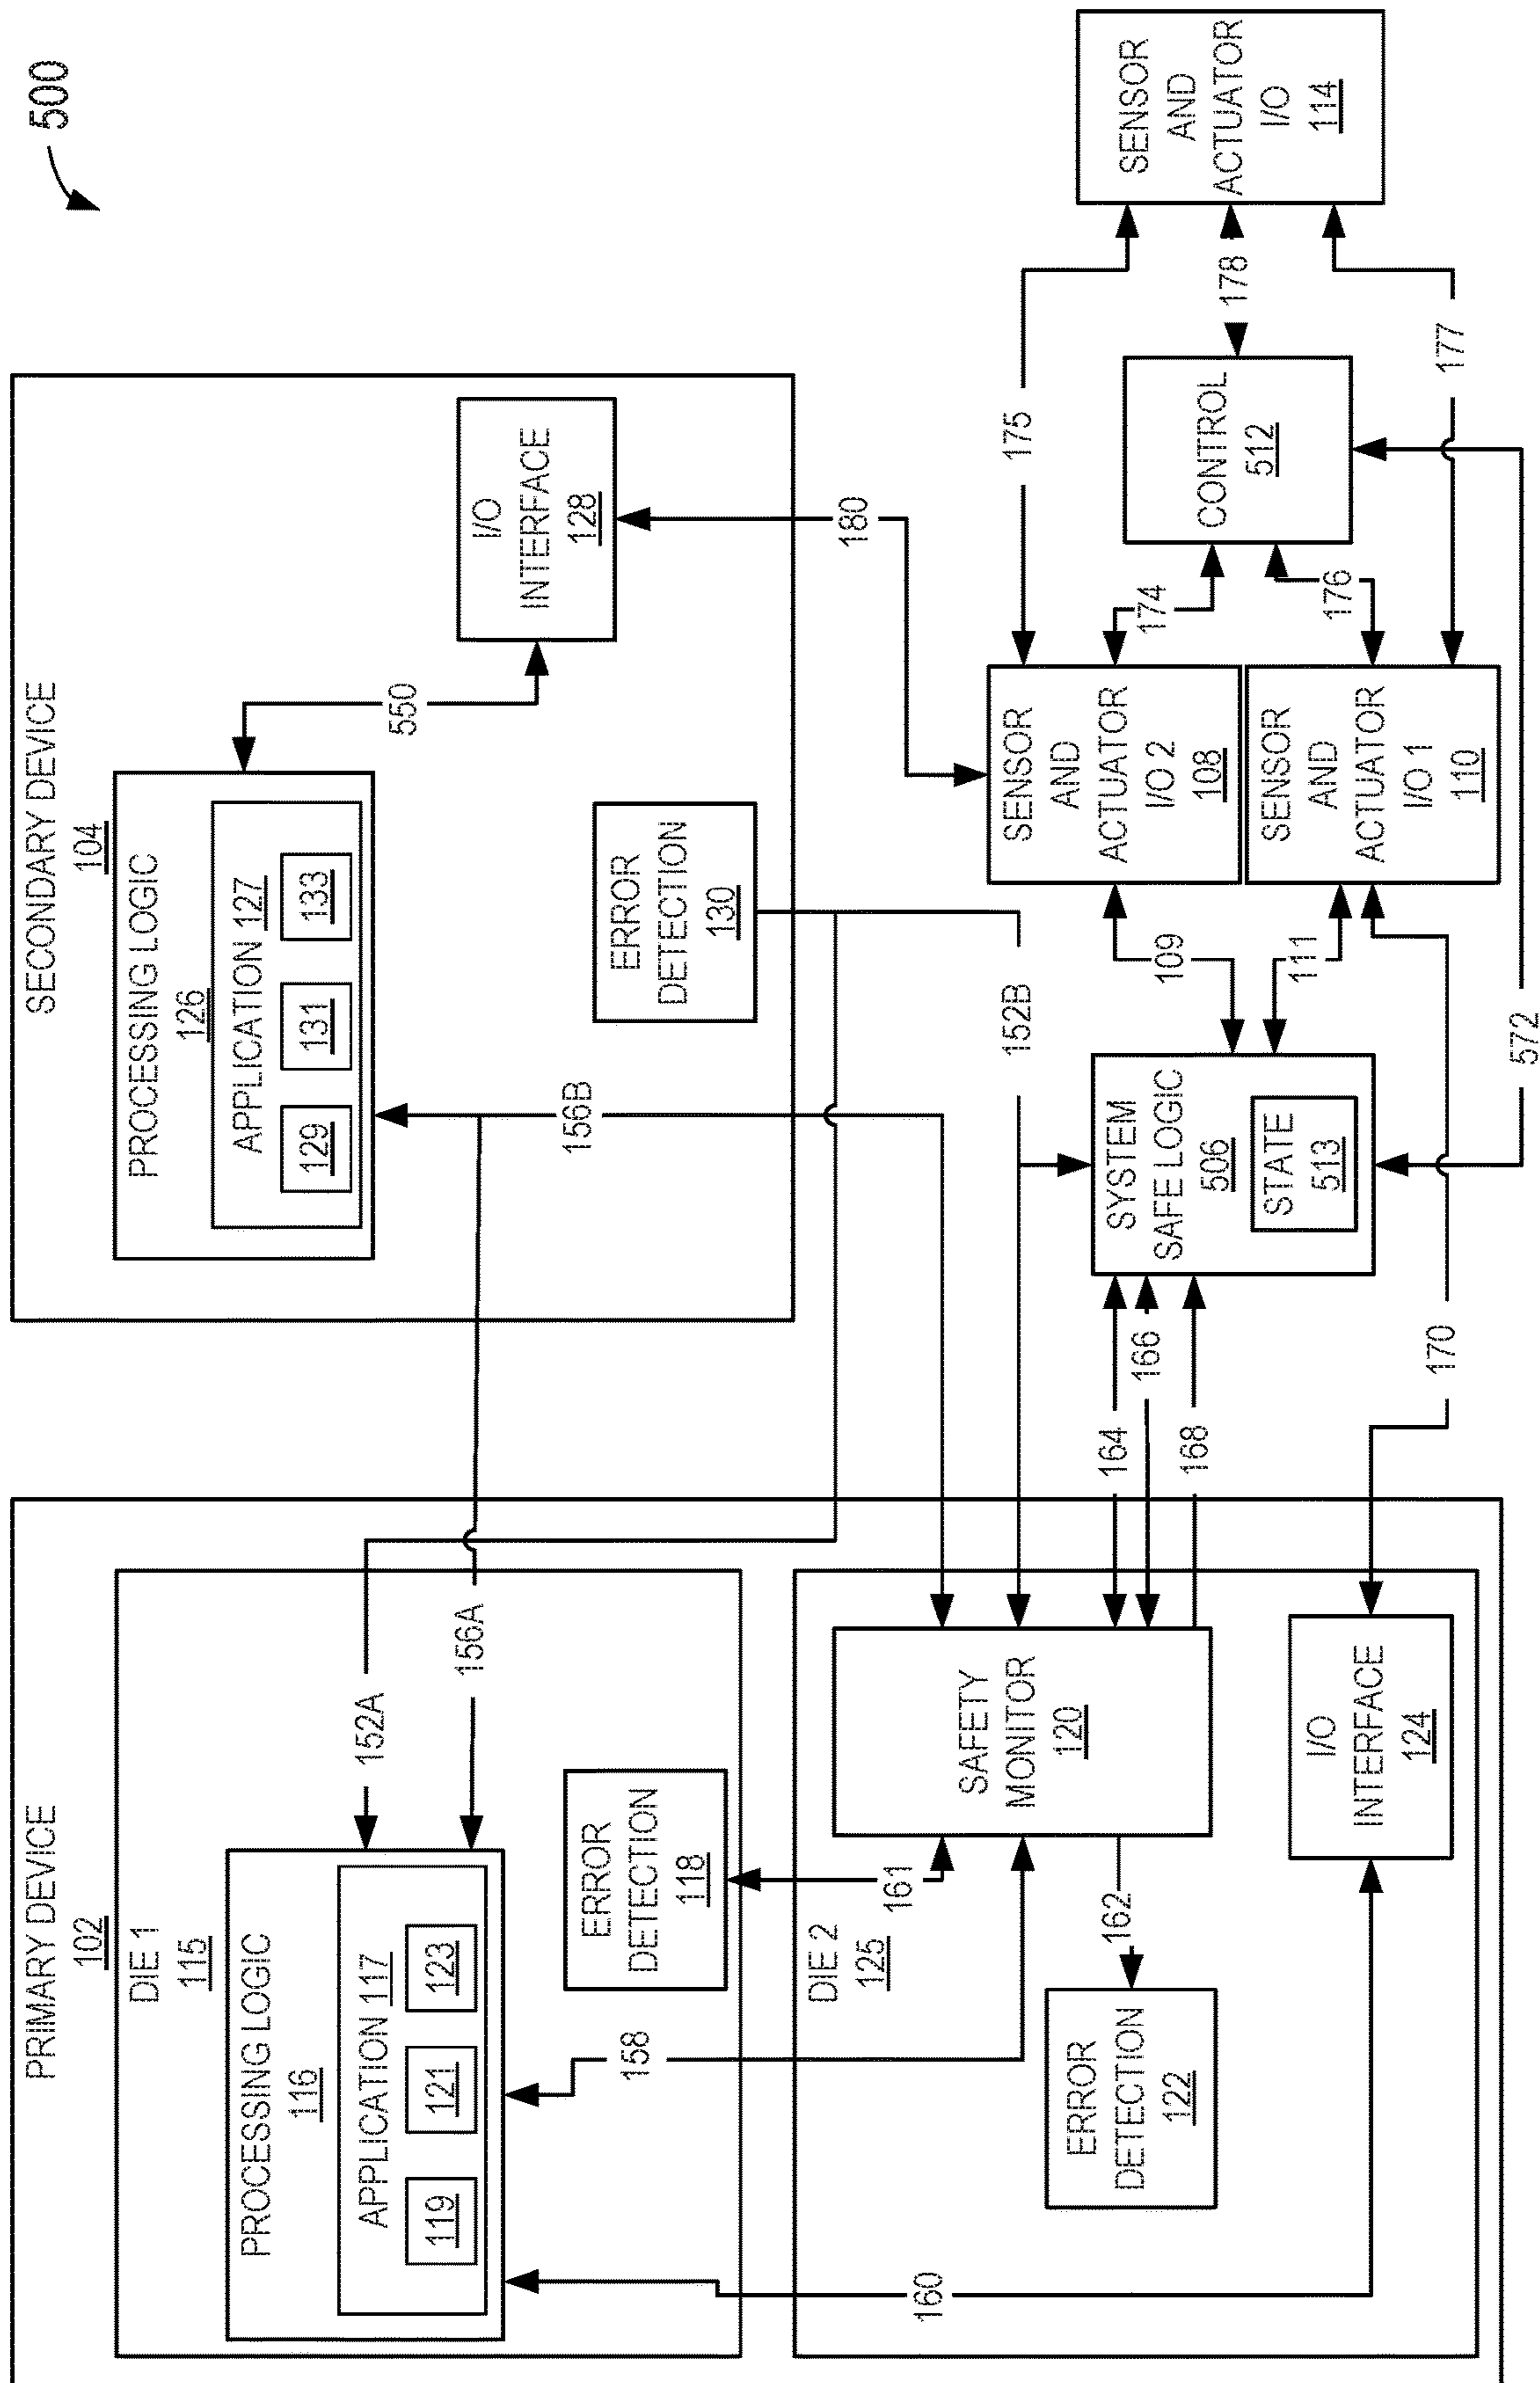 500
PRIMARY DEVICE
102
DIE 1
115
PROCESSING LOGIC
116
APPLICATION 117
119
121
123
152A
156A
ERROR
DETECTION
118
158
160
161
DIE 2
125
SAFETY
MONITOR
120
162
ERROR
DETECTION
122
I/O
INTERFACE
124
SECONDARY DEVICE
104
PROCESSING LOGIC
126
APPLICATION 127
129
131
133
550
I/O
INTERFACE
128
ERROR
DETECTION
130
156B
152B
180
164
166
168
170
SYSTEM
SAFE LOGIC
506
STATE
513
109
111
SENSOR
AND
ACTUATOR
I/O 2
108
SENSOR
AND
ACTUATOR
I/O 1
110
174
176
175
177
178
572
CONTROL
512
SENSOR
AND
ACTUATOR
I/O
114